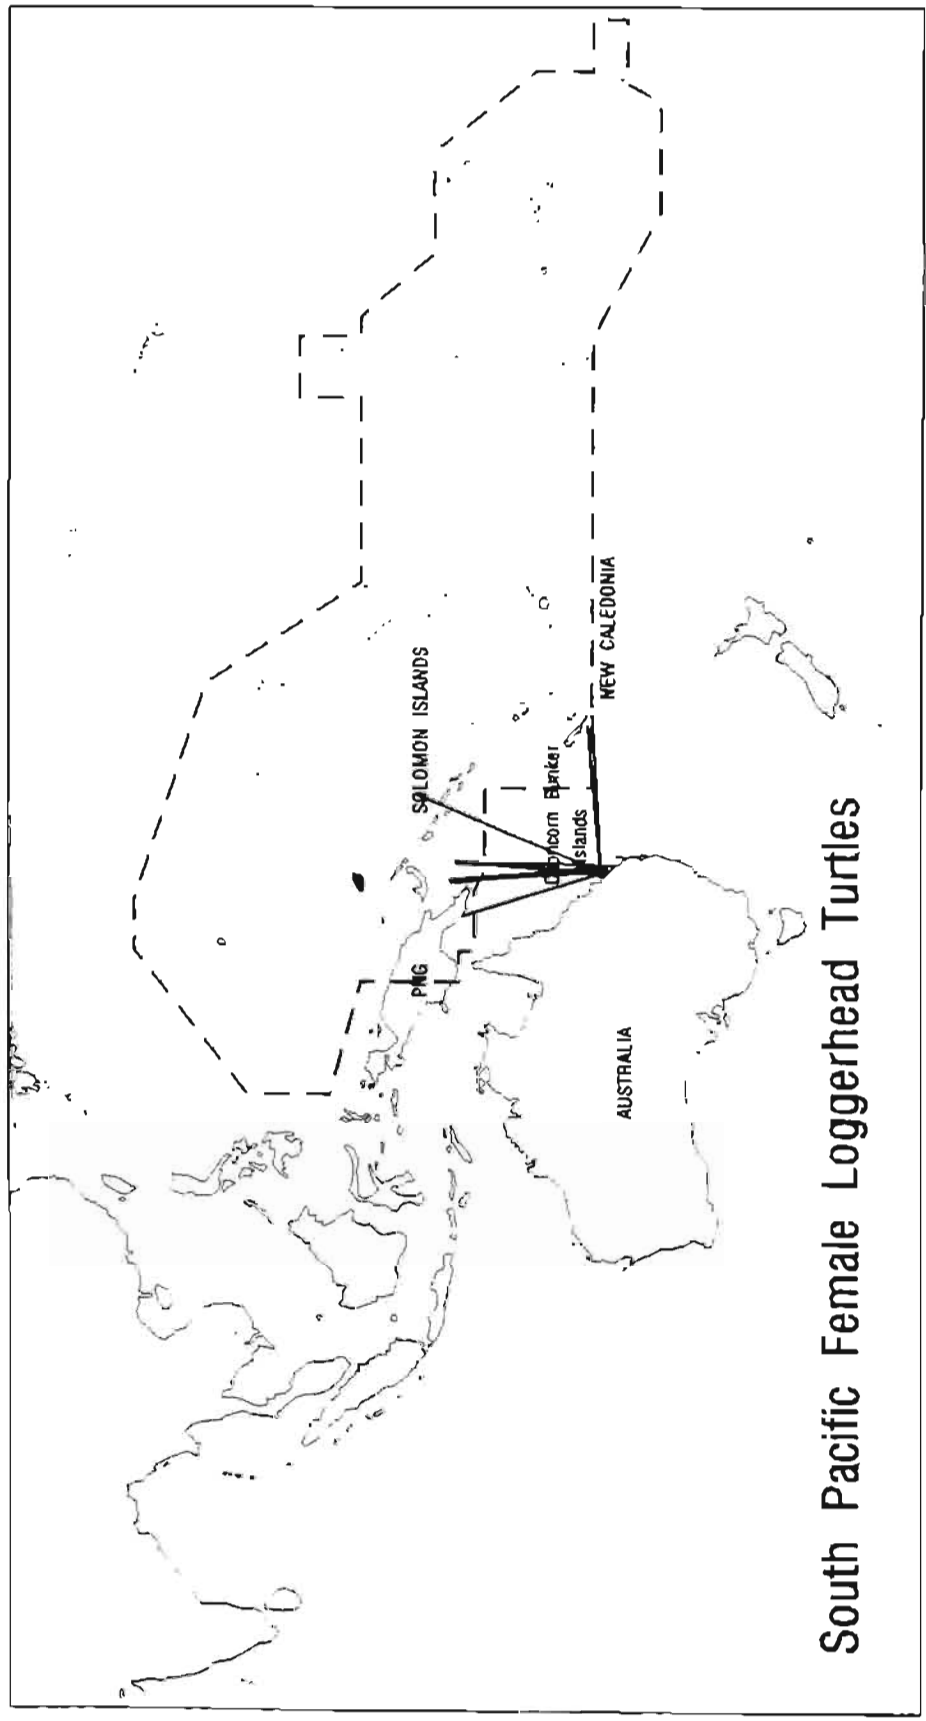 PNG
SOLOMON ISLANDS
Bunker
Islands
NEW CALEDONIA
AUSTRALIA
South Pacific Female Loggerhead Turtles